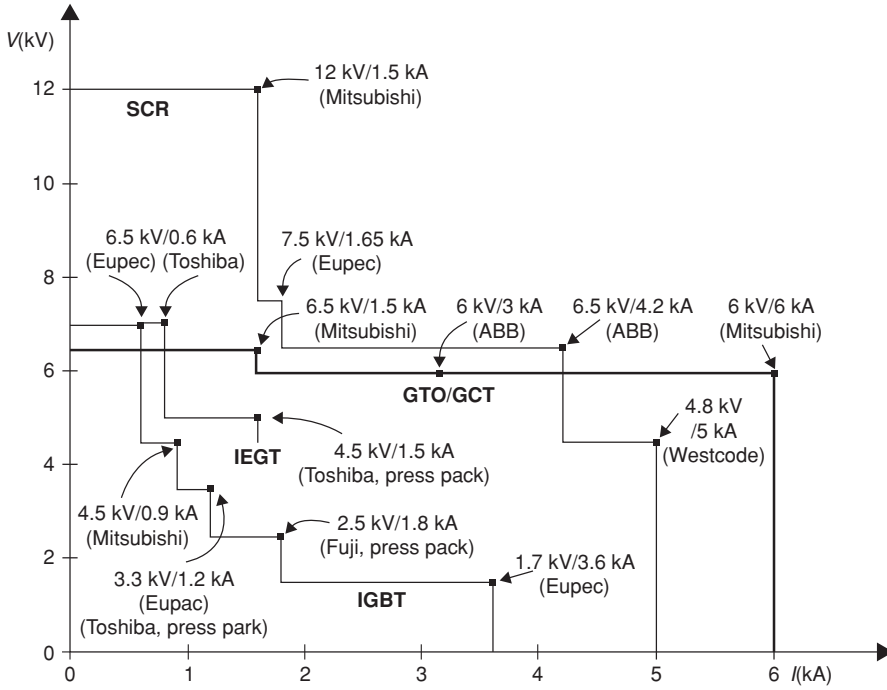 V(kV)
12
10
8
6
4
2
0
12 kV/1.5 kA
(Mitsubishi)
SCR
6.5 kV/0.6 kA
(Eupec) (Toshiba)
7.5 kV/1.65 kA
(Eupec)
6.5 kV/1.5 kA
(Mitsubishi)
6 kV/3 kA
(ABB)
6.5 kV/4.2 kA
(ABB)
6 kV/6 kA
(Mitsubishi)
GTO/GCT
4.8 kV
/5 kA
(Westcode)
IEGT
4.5 kV/1.5 kA
(Toshiba, press pack)
4.5 kV/0.9 kA
(Mitsubishi)
2.5 kV/1.8 kA
(Fuji, press pack)
3.3 kV/1.2 kA
(Eupac)
(Toshiba, press park)
1.7 kV/3.6 kA
(Eupec)
IGBT
0 1 2 3 4 5 6 I(kA)